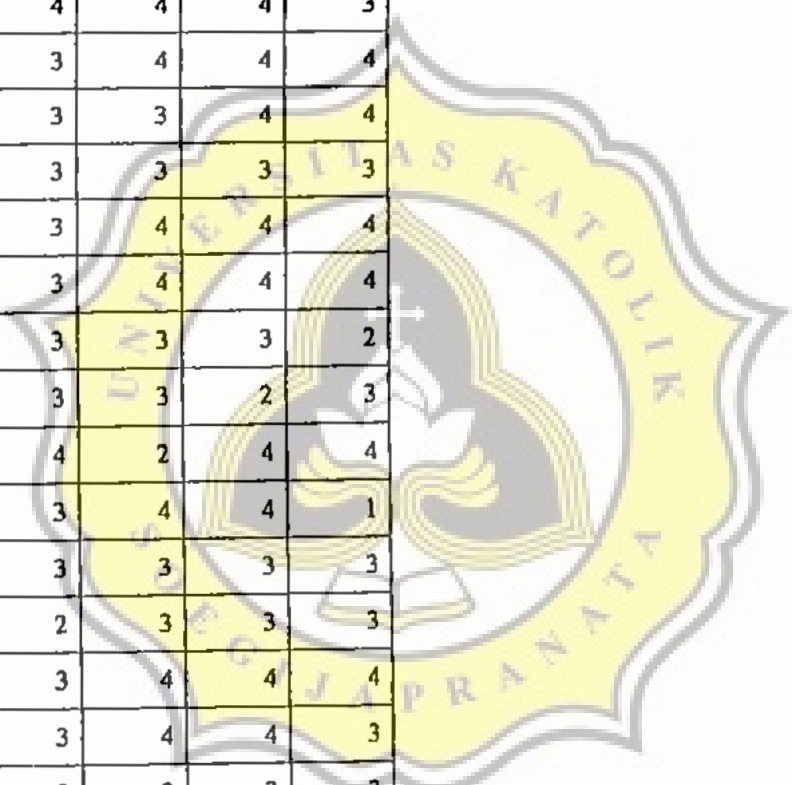 4 4 4 3
3 4 4 4
3 3 4 4
3 3 3 3
3 4 4 4
3 4 4 4
3 3 3 2
3 3 2 3
4 2 4 4
3 4 4 1
3 3 3 3
2 3 3 3
3 4 4 4
3 4 4 3
UNIVERSITAS KATOLIK
SOEGIJAPRANATA